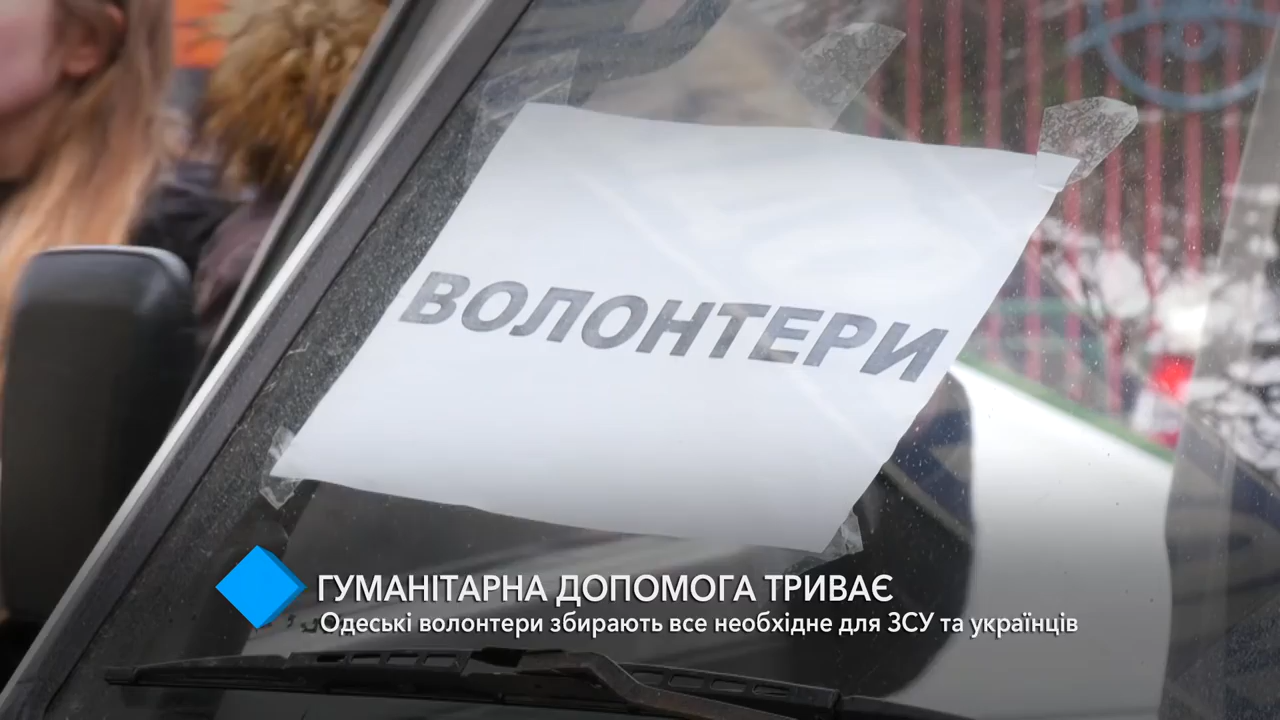 ВОЛОНТЕРИ
ГУМАНІТАРНА ДОПОМОГА ТРИВАЄ
Одеські волонтери збирають все необхідне для ЗСУ та українців